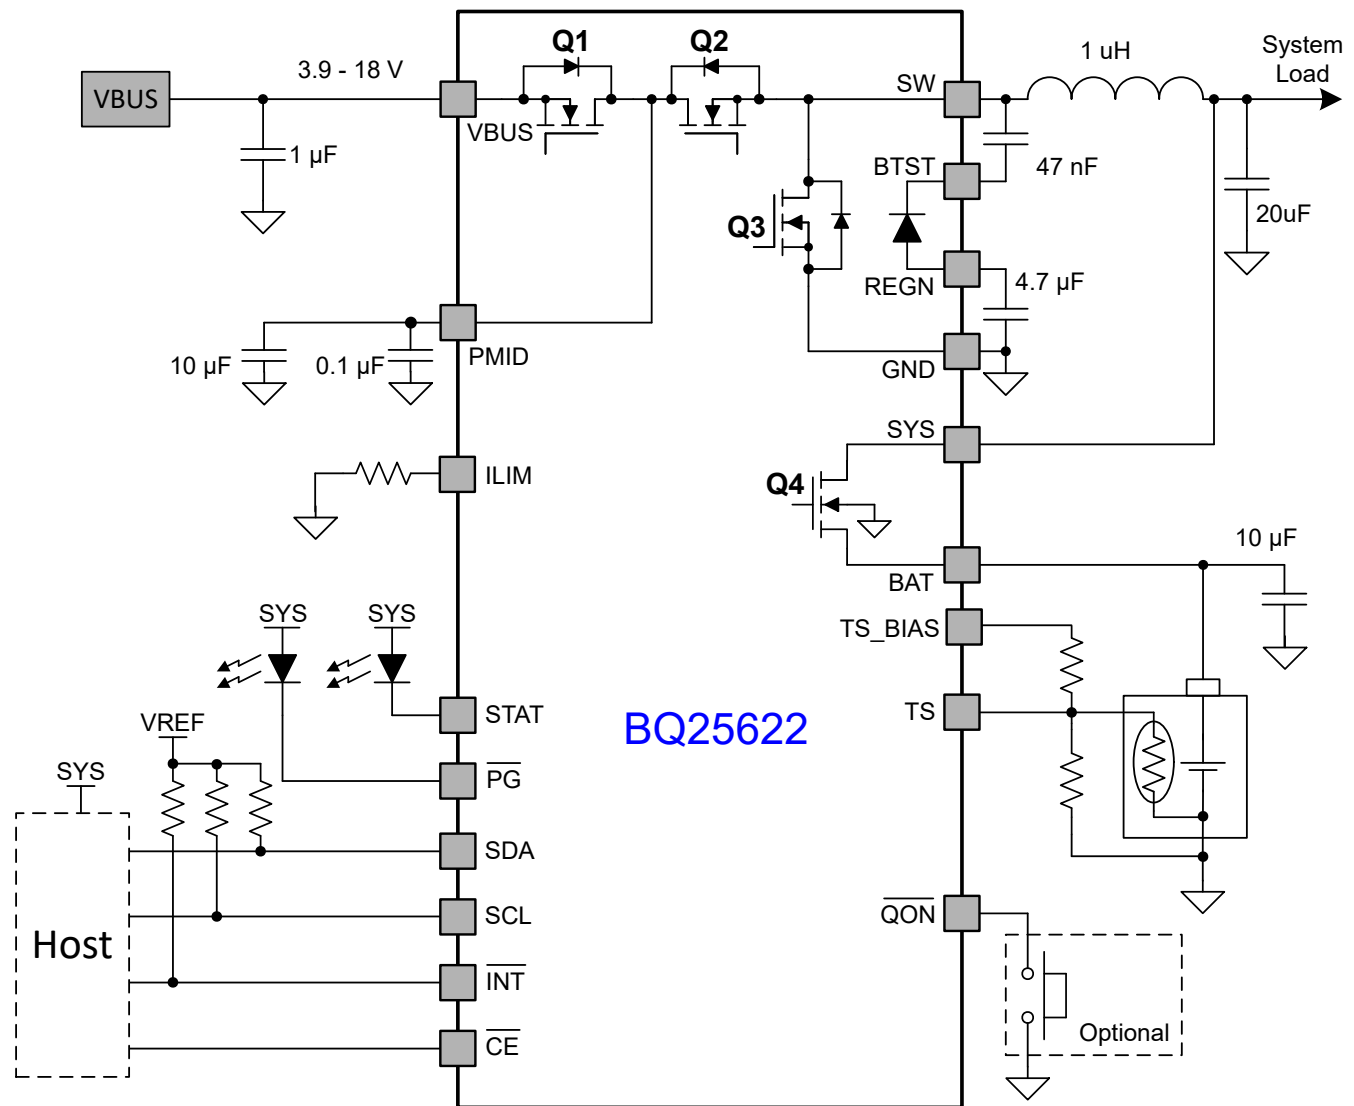 Q1
Q2
3.9 - 18 V
1 uH
System
Load
VBUS
SW
VBUS
1 µF
BTST
47 nF
20uF
Q3
REGN
4.7 µF
10 µF
0.1 µF
PMID
GND
SYS
ILIM
Q4
10 µF
BAT
SYS
SYS
TS_BIAS
STAT
TS
VREF
BQ25622
SYS
PG
SDA
SCL
QON
Host
INT
Optional
CE